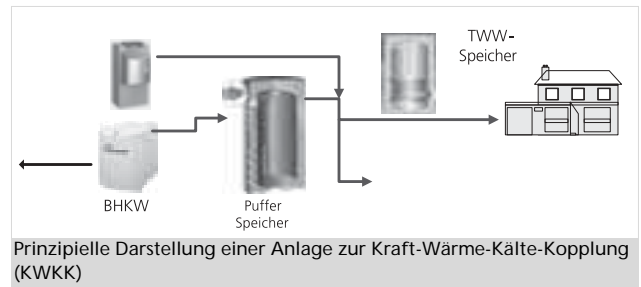 TWW-
Speicher
BHKW
Puffer
Speicher
Prinzipielle Darstellung einer Anlage zur Kraft-Wärme-Kälte-Kopplung
(KWKK)